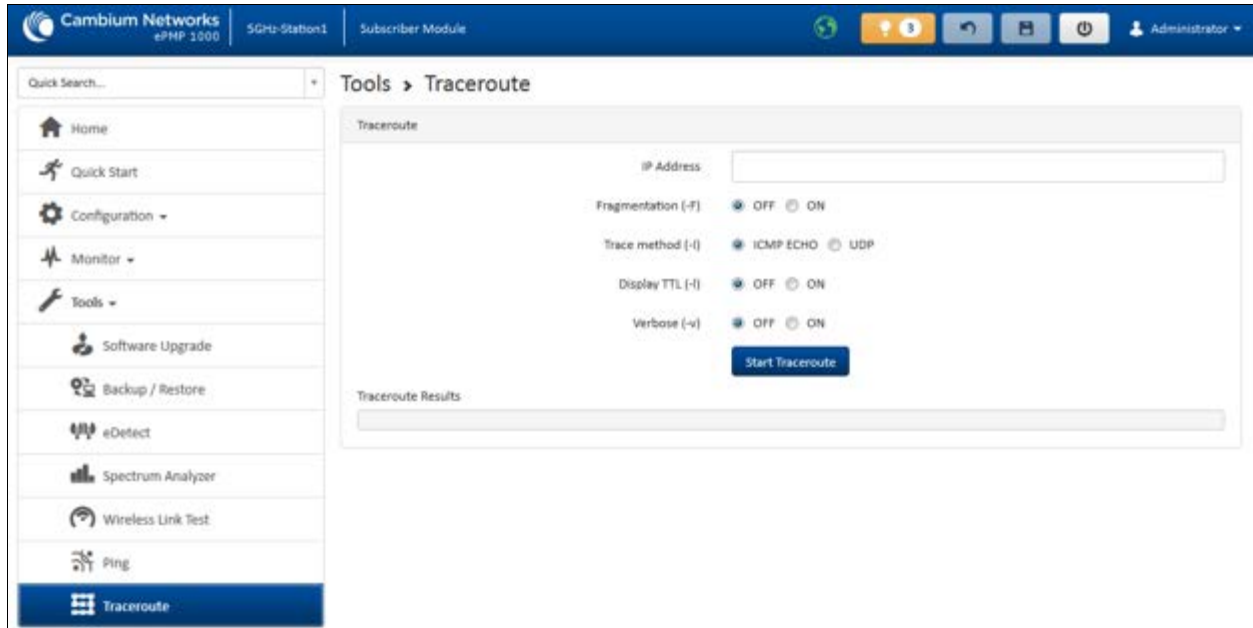 Cambium Networks
ePMP 1000
5GHz-Station1
Subscriber Module
3
Administrator
Quick Search...
Tools > Traceroute
Home
Quick Start
Configuration
Monitor
Tools
Software Upgrade
Backup / Restore
eDetect
Spectrum Analyzer
Wireless Link Test
Ping
Traceroute
Traceroute
IP Address
Fragmentation (-F) OFF ON
Trace method (-I) ICMP ECHO UDP
Display TTL (-l) OFF ON
Verbose (-v) OFF ON
Start Traceroute
Traceroute Results